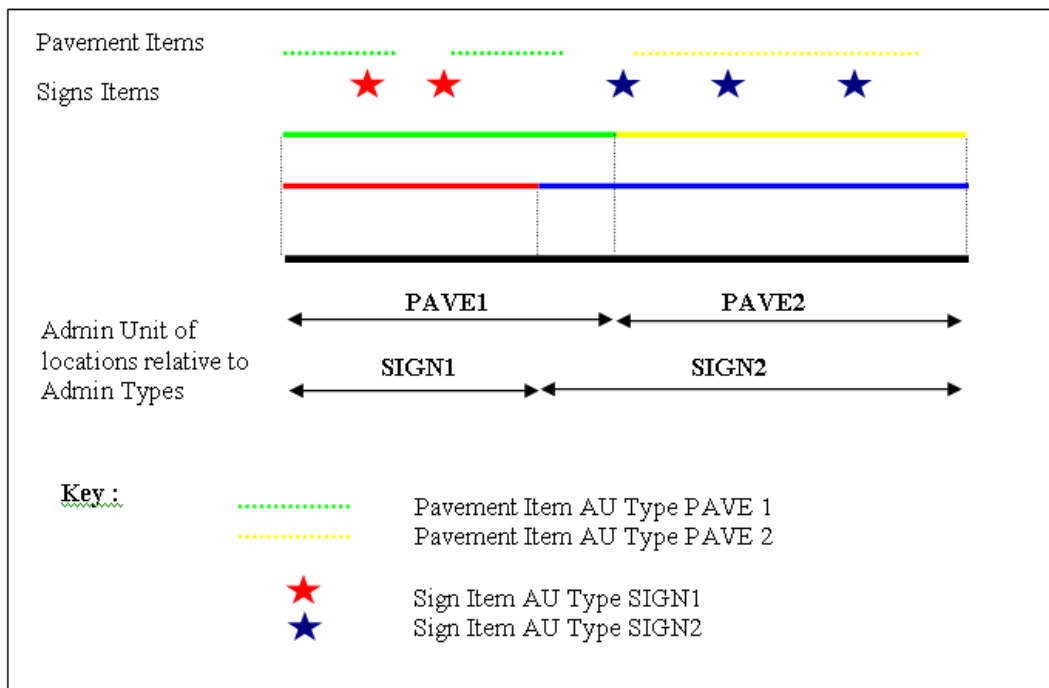 Pavement Items
Signs Items
PAVE1
PAVE2
Admin Unit of
locations relative to
Admin Types
SIGN1
SIGN2
Key :
Pavement Item AU Type PAVE 1
Pavement Item AU Type PAVE 2
Sign Item AU Type SIGN1
Sign Item AU Type SIGN2